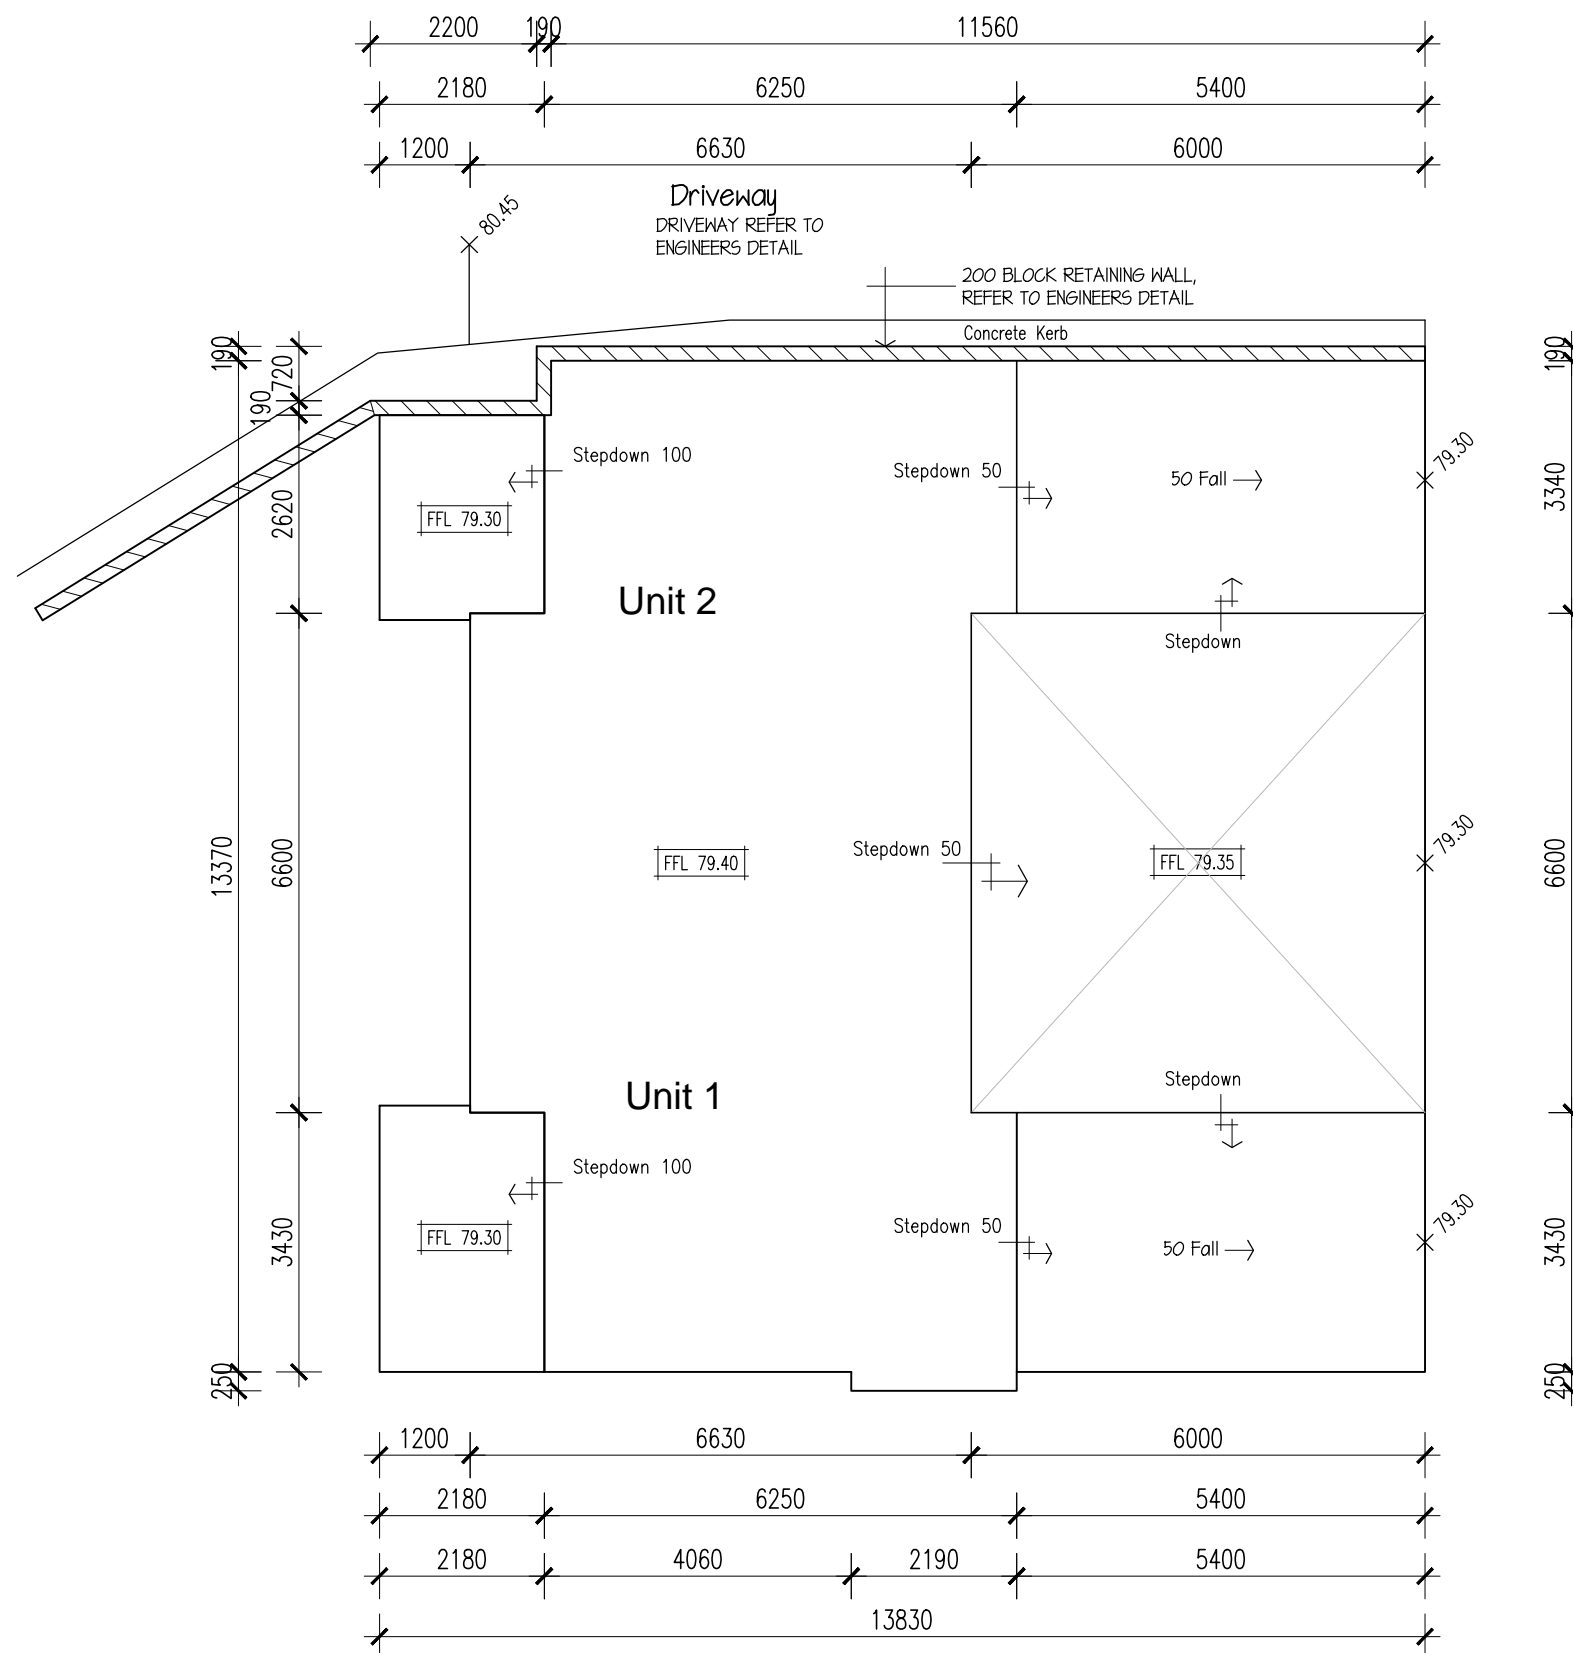 2200 190 11560
2180 6250 5400
1200 6630 6000
Driveway
DRIVEWAY REFER TO
ENGINEERS DETAIL
80.45
200 BLOCK RETAINING WALL,
REFER TO ENGINEERS DETAIL
Concrete Kerb
190
720
190
190
Stepdown 100
Stepdown 50
50 Fall
79.30
3340
2620
FFL 79.30
Unit 2
Stepdown
13370
6600
Stepdown 50
FFL 79.40
FFL 79.35
79.30
6600
Stepdown
Unit 1
Stepdown 100
Stepdown 50
50 Fall
79.30
3430
3430
FFL 79.30
250
250
1200 6630 6000
2180 6250 5400
2180 4060 2190 5400
13830